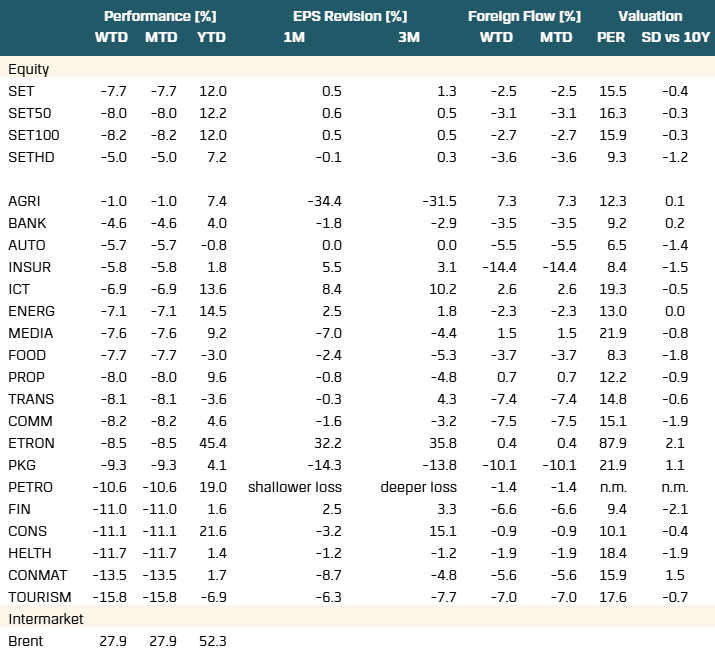 Performance [%] EPS Revision [%] Foreign Flow [%] Valuation
WTD MTD YTD 1M 3M WTD MTD PER SD vs 10Y
Equity
SET -7.7 -7.7 12.0 0.5 1.3 -2.5 -2.5 15.5 -0.4
SET50 -8.0 -8.0 12.2 0.6 0.5 -3.1 -3.1 16.3 -0.3
SET100 -8.2 -8.2 12.0 0.5 0.5 -2.7 -2.7 15.9 -0.3
SETHD -5.0 -5.0 7.2 -0.1 0.3 -3.6 -3.6 9.3 -1.2
AGRI -1.0 -1.0 7.4 -34.4 -31.5 7.3 7.3 12.3 0.1
BANK -4.6 -4.6 4.0 -1.8 -2.9 -3.5 -3.5 9.2 0.2
AUTO -5.7 -5.7 -0.8 0.0 0.0 -5.5 -5.5 6.5 -1.4
INSUR -5.8 -5.8 1.8 5.5 3.1 -14.4 -14.4 8.4 -1.5
ICT -6.9 -6.9 13.6 8.4 10.2 2.6 2.6 19.3 -0.5
ENERG -7.1 -7.1 14.5 2.5 1.8 -2.3 -2.3 13.0 0.0
MEDIA -7.6 -7.6 9.2 -7.0 -4.4 1.5 1.5 21.9 -0.8
FOOD -7.7 -7.7 -3.0 -2.4 -5.3 -3.7 -3.7 8.3 -1.8
PROP -8.0 -8.0 9.6 -0.8 -4.8 0.7 0.7 12.2 -0.9
TRANS -8.1 -8.1 -3.6 -0.3 4.3 -7.4 -7.4 14.8 -0.6
COMM -8.2 -8.2 4.6 -1.6 -3.2 -7.5 -7.5 15.1 -1.9
ETRON -8.5 -8.5 45.4 32.2 35.8 0.4 0.4 87.9 2.1
PKG -9.3 -9.3 4.1 -14.3 -13.8 -10.1 -10.1 21.9 1.1
PETRO -10.6 -10.6 19.0 shallower loss deeper loss -1.4 -1.4 n.m. n.m.
FIN -11.0 -11.0 1.6 2.5 3.3 -6.6 -6.6 9.4 -2.1
CONS -11.1 -11.1 21.6 -3.2 15.1 -0.9 -0.9 10.1 -0.4
HELTH -11.7 -11.7 1.4 -1.2 -1.2 -1.9 -1.9 18.4 -1.9
CONMAT -13.5 -13.5 1.7 -8.7 -4.8 -5.6 -5.6 15.9 1.5
TOURISM -15.8 -15.8 -6.9 -6.3 -7.7 -7.0 -7.0 17.6 -0.7
Intermarket
Brent 27.9 27.9 52.3